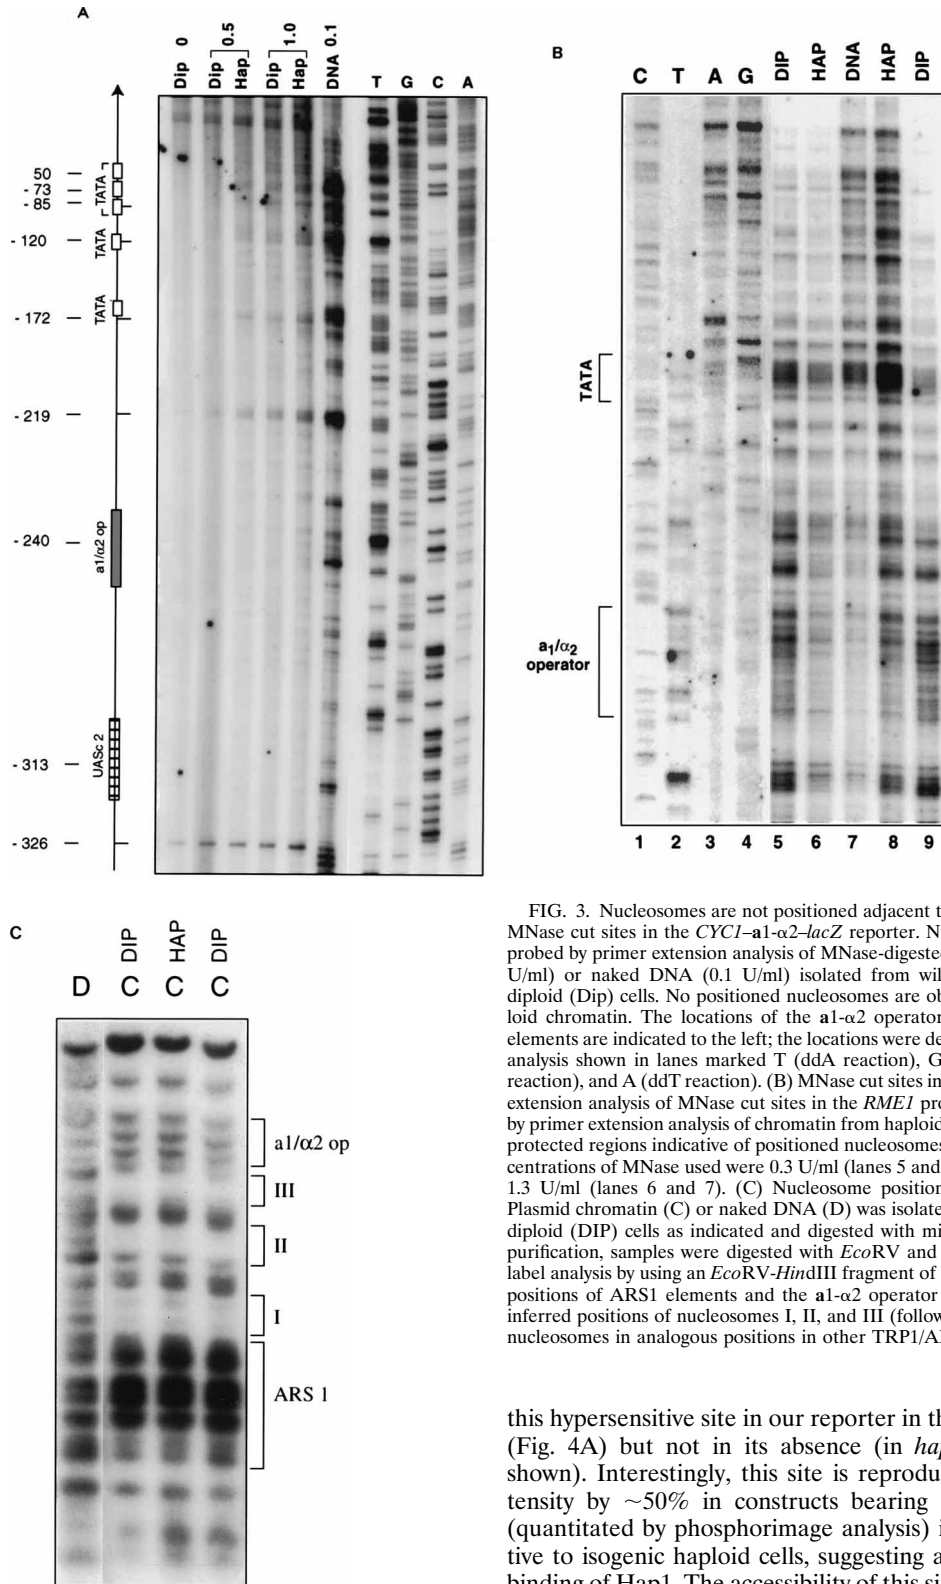 A
Dip 0
Dip Hap 0.5
Dip Hap 1.0
DNA 0.1
T G C A
50
- 73
- 85
- 120
- 172
- 219
- 240
- 313
- 326
TATA
TATA
TATA
a1/α2 op
UASc 2
B
C T A G DIP HAP DNA HAP DIP
TATA
a1/α2
operator
1 2 3 4 5 6 7 8 9
C
DIP HAP DIP
D C C C
a1/α2 op
III
II
I
ARS 1
FIG. 3. Nucleosomes are not positioned adjacent t
MNase cut sites in the CYC1–a1-α2–lacZ reporter. N
probed by primer extension analysis of MNase-digested
U/ml) or naked DNA (0.1 U/ml) isolated from wil
diploid (Dip) cells. No positioned nucleosomes are ob
loid chromatin. The locations of the a1-α2 operator
elements are indicated to the left; the locations were de
analysis shown in lanes marked T (ddA reaction), G
reaction), and A (ddT reaction). (B) MNase cut sites in
extension analysis of MNase cut sites in the RME1 pro
by primer extension analysis of chromatin from haploid
protected regions indicative of positioned nucleosomes
centrations of MNase used were 0.3 U/ml (lanes 5 and
1.3 U/ml (lanes 6 and 7). (C) Nucleosome position
Plasmid chromatin (C) or naked DNA (D) was isolate
diploid (DIP) cells as indicated and digested with mi
purification, samples were digested with EcoRV and
label analysis by using an EcoRV-HindIII fragment of
positions of ARS1 elements and the a1-α2 operator
inferred positions of nucleosomes I, II, and III (follow
nucleosomes in analogous positions in other TRP1/A
this hypersensitive site in our reporter in th
(Fig. 4A) but not in its absence (in hap
shown). Interestingly, this site is reprodu
tensity by ~50% in constructs bearing
(quantitated by phosphorimage analysis) i
tive to isogenic haploid cells, suggesting a
binding of Hap1. The accessibility of this si